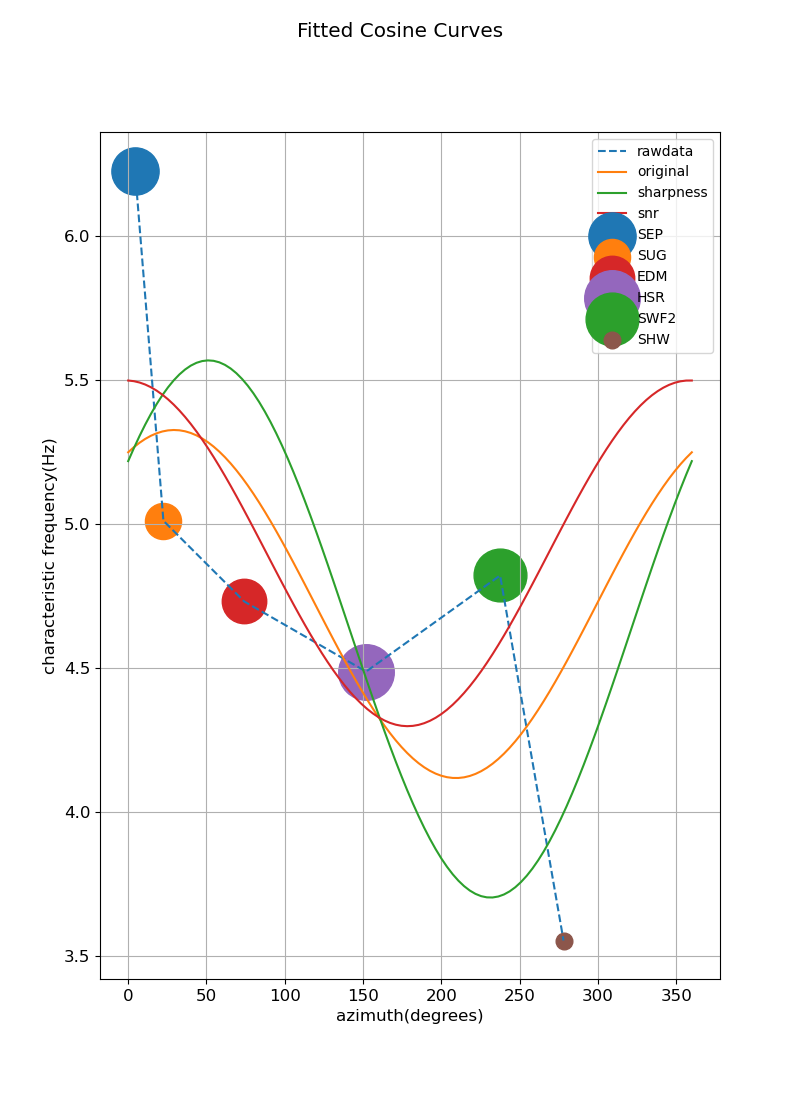 Fitted Cosine Curves
rawdata
original
sharpness
snr
SEP
SUG
EDM
HSR
SWF2
SHW
characteristic frequency(Hz)
6.0
5.5
5.0
4.5
4.0
3.5
0 50 100 150 200 250 300 350
azimuth(degrees)